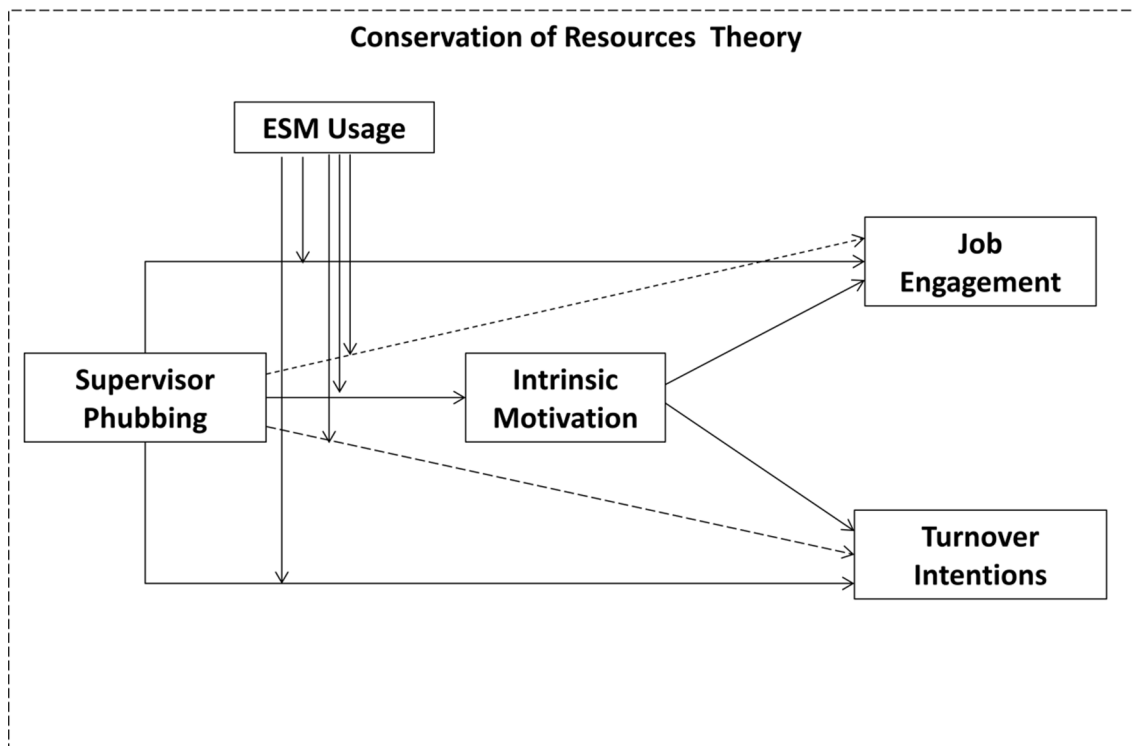 Conservation of Resources Theory
ESM Usage
Job
Engagement
Supervisor
Phubbing
Intrinsic
Motivation
Turnover
Intentions